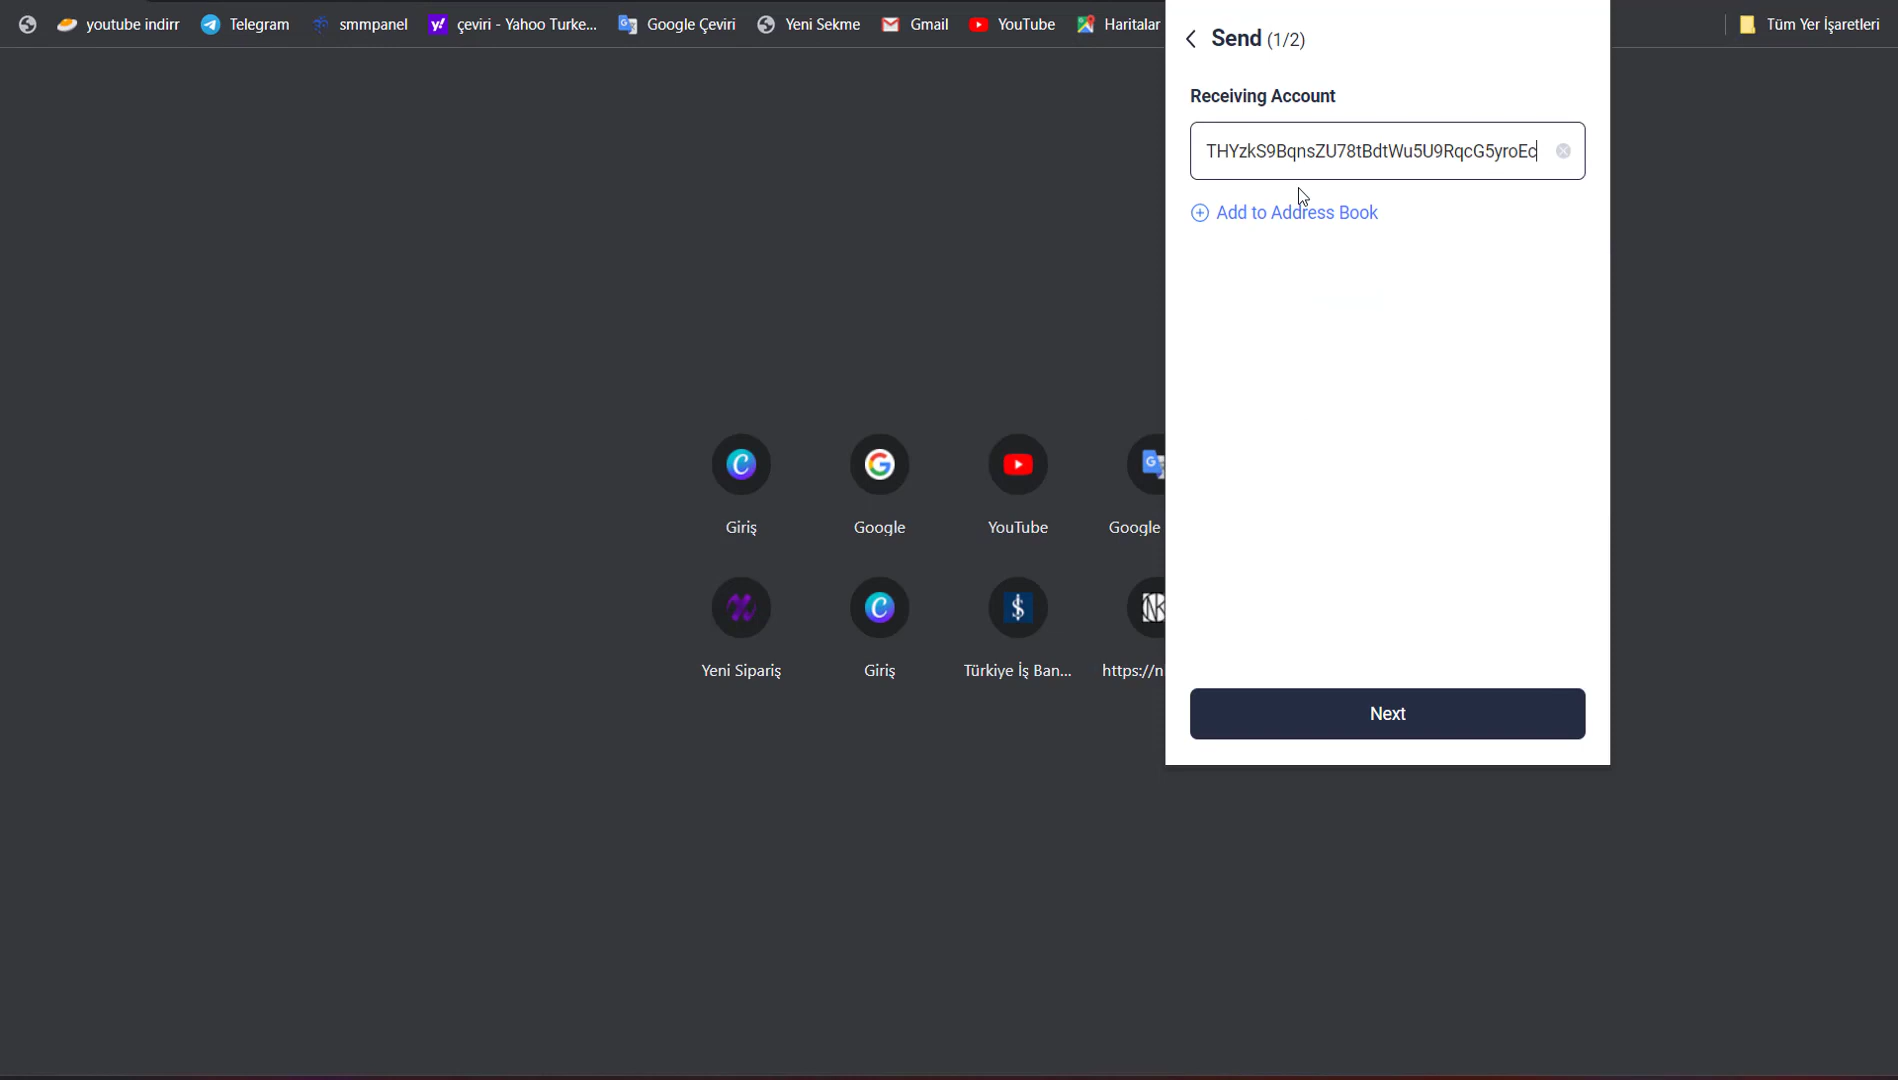 youtube indirr Telegram smmpanel çeviri - Yahoo Turke... Google Çeviri Yeni Sekme Gmail YouTube Haritalar Tüm Yer İşaretleri
Send (1/2)
Receiving Account
THYzkS9BqnsZU78tBdtWu5U9RqcG5yroEc
Add to Address Book
Giriş Google YouTube Google
Yeni Sipariş Giriş Türkiye İş Ban... https://n
Next